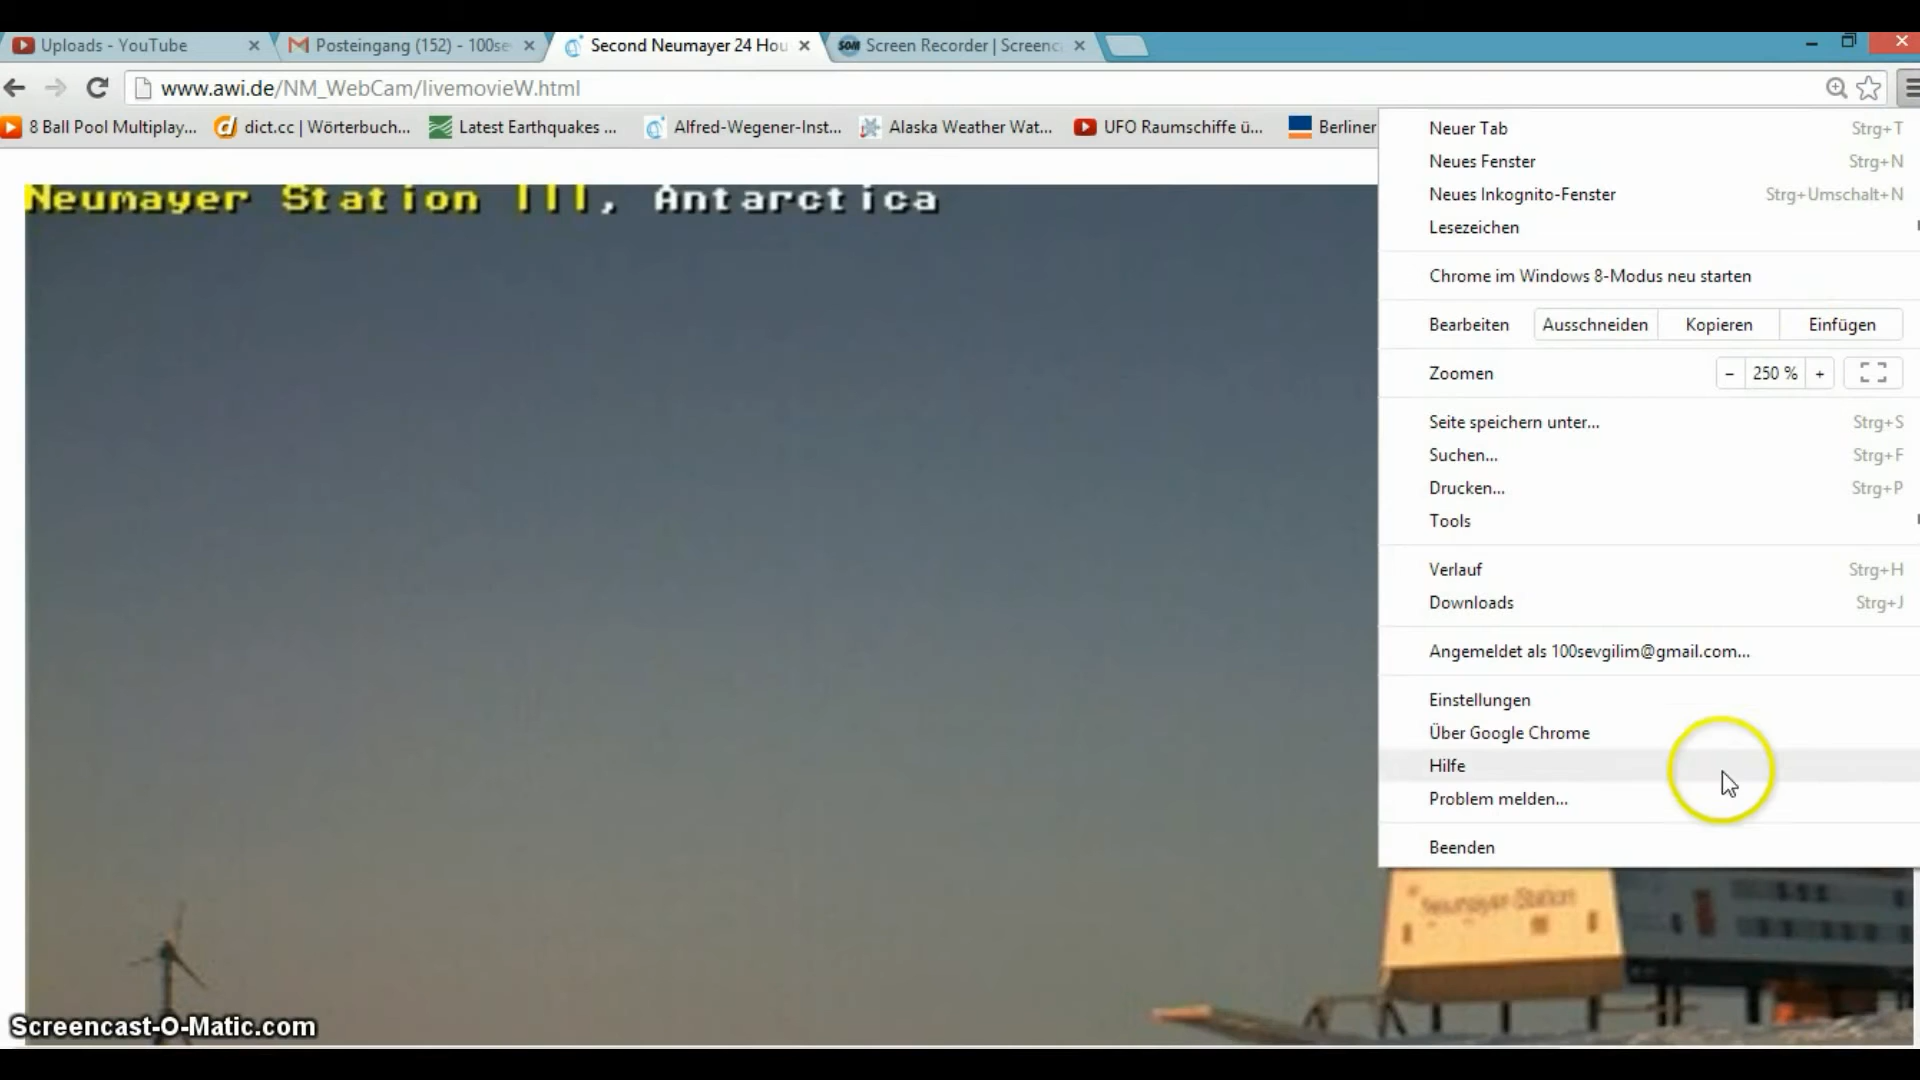 Uploads - YouTube
Posteingang (152) - 100se
Second Neumayer 24 Hou
SOM Screen Recorder | Screenc
www.awi.de/NM_WebCam/livemovieW.html
8 Ball Pool Multiplay...
dict.cc | Wörterbuch...
Latest Earthquakes ...
Alfred-Wegener-Inst...
Alaska Weather Wat...
UFO Raumschiffe ü...
Berliner
Neuer Tab Strg+T
Neues Fenster Strg+N
Neues Inkognito-Fenster Strg+Umschalt+N
Lesezeichen
Chrome im Windows 8-Modus neu starten
Bearbeiten Ausschneiden Kopieren Einfügen
Zoomen − 250 % +
Seite speichern unter... Strg+S
Suchen... Strg+F
Drucken... Strg+P
Tools
Verlauf Strg+H
Downloads Strg+J
Angemeldet als 100sevgilim@gmail.com...
Einstellungen
Über Google Chrome
Hilfe
Problem melden...
Beenden
Neumayer Station III, Antarctica
Neumayer-Station
Screencast-O-Matic.com